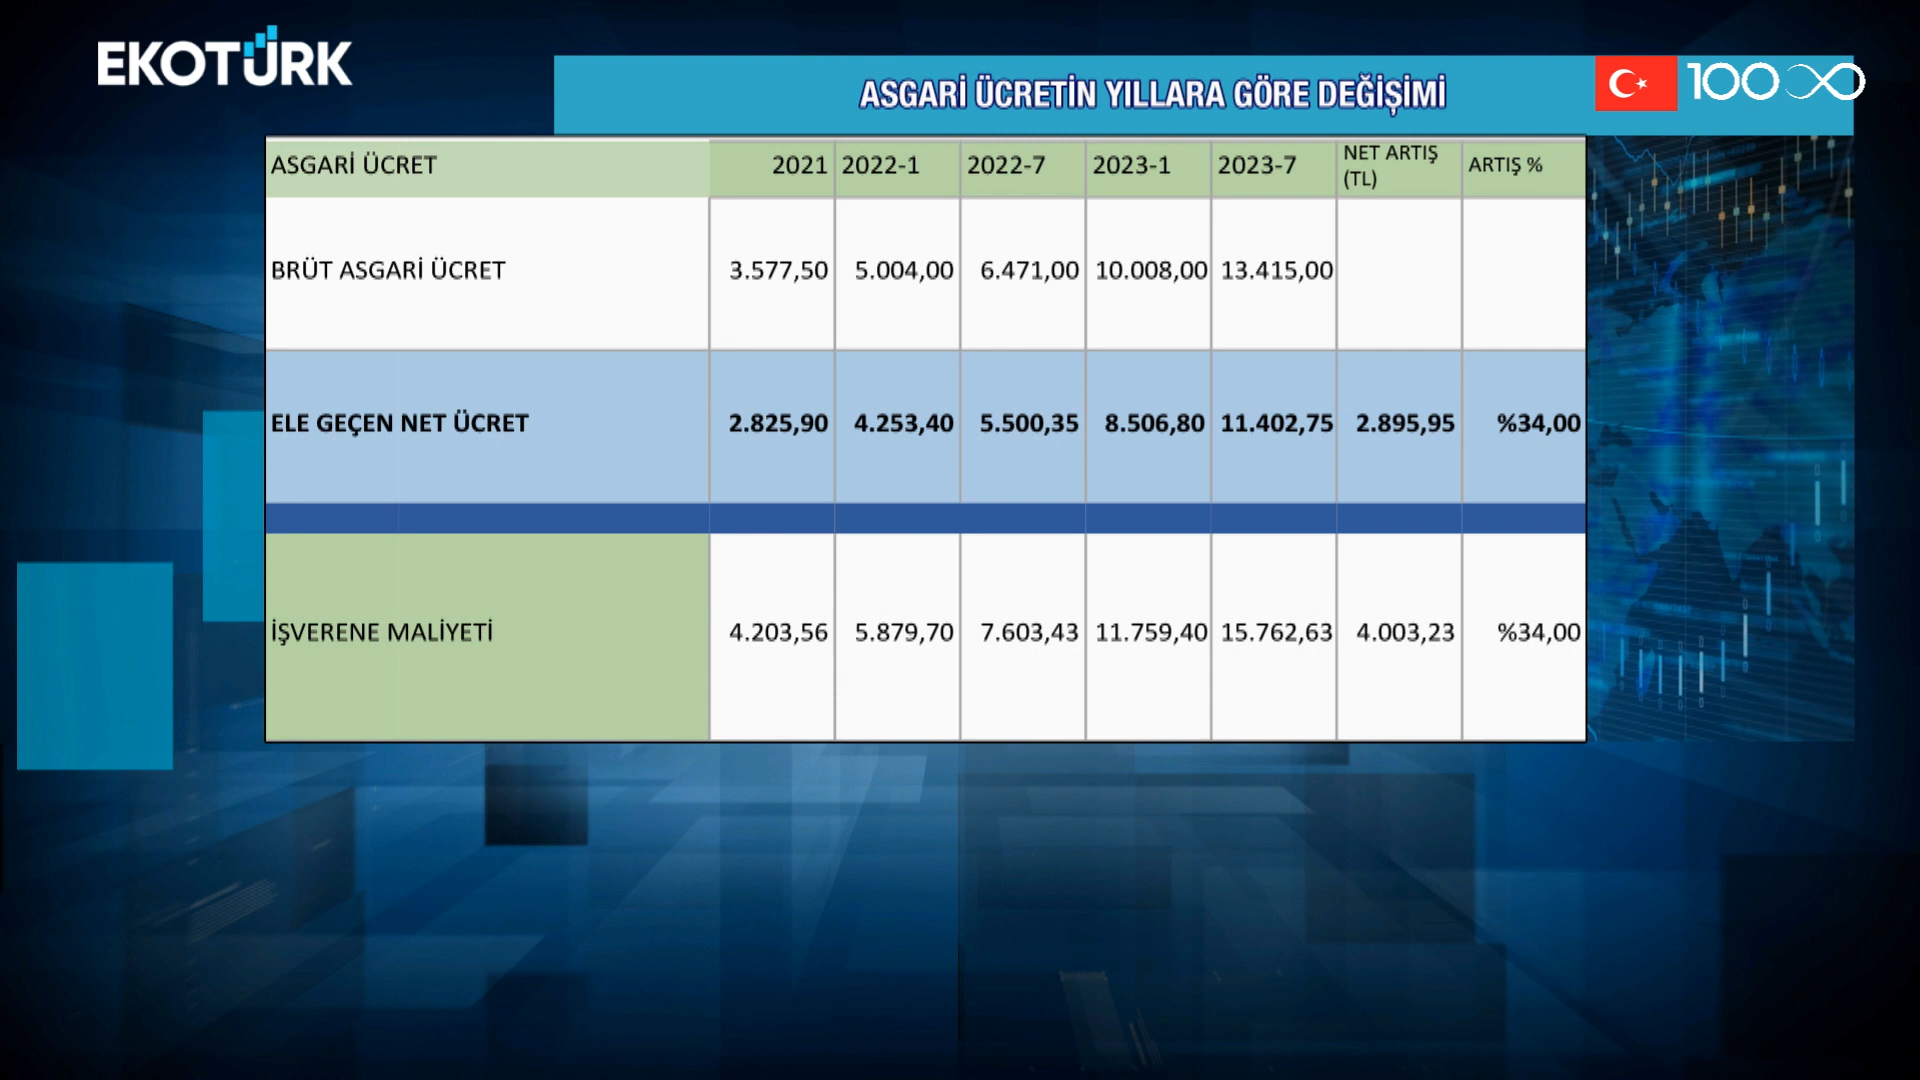 EKOTÜRK
ASGARİ ÜCRETİN YILLARA GÖRE DEĞİŞİMİ
100
ASGARİ ÜCRET 2021 2022-1 2022-7 2023-1 2023-7 NET ARTIŞ (TL) ARTIŞ %
BRÜT ASGARİ ÜCRET 3.577,50 5.004,00 6.471,00 10.008,00 13.415,00
ELE GEÇEN NET ÜCRET 2.825,90 4.253,40 5.500,35 8.506,80 11.402,75 2.895,95 %34,00
İŞVERENE MALİYETİ 4.203,56 5.879,70 7.603,43 11.759,40 15.762,63 4.003,23 %34,00